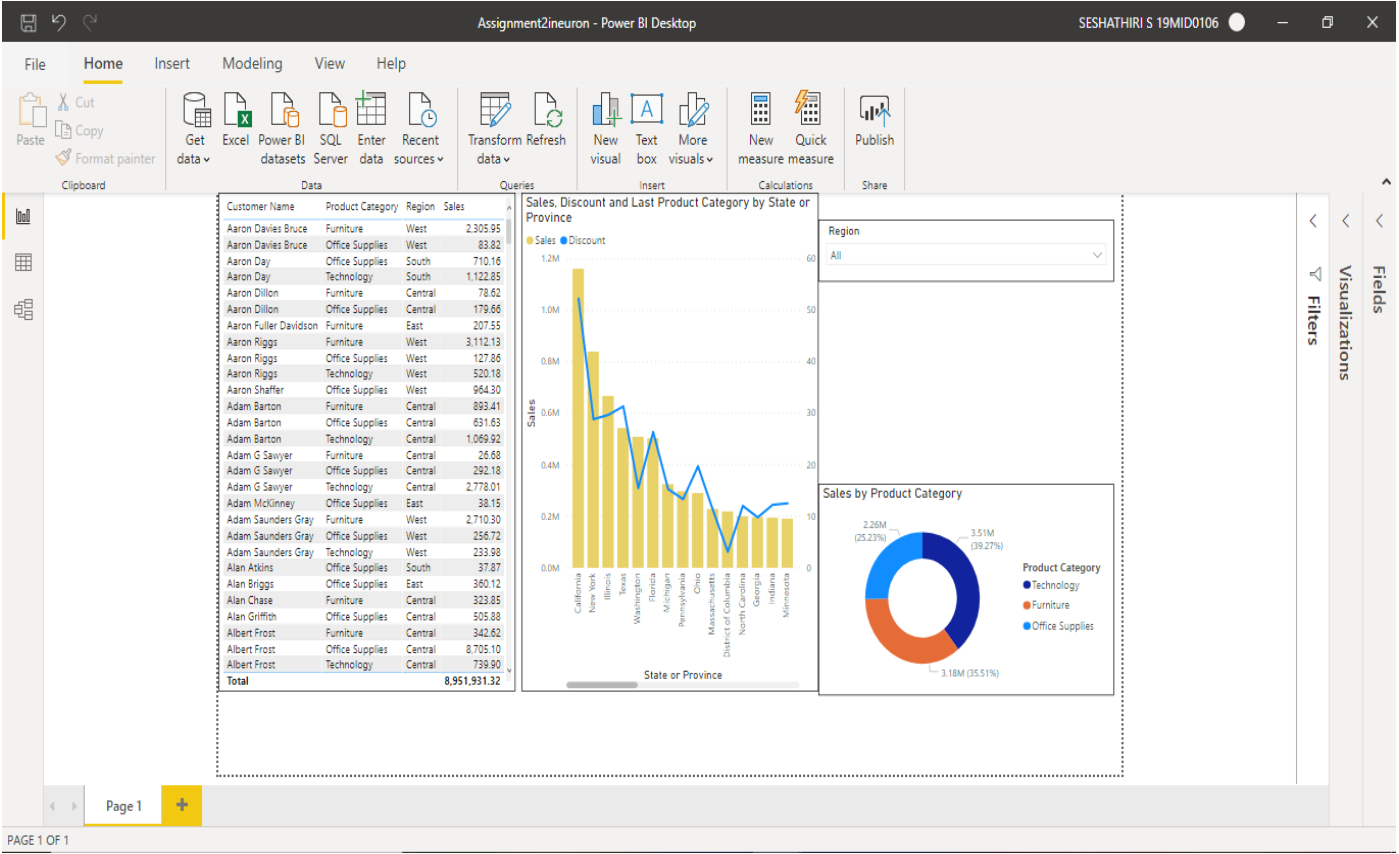 Assignment2ineuron - Power BI Desktop
SESHATHIRI S 19MID0106
File Home Insert Modeling View Help
Paste
Cut
Copy
Format painter
Clipboard
Get data
Excel
Power BI datasets
SQL Server
Enter data
Recent sources
Data
Transform data
Refresh
Queries
New visual
Text box
More visuals
Insert
New measure
Quick measure
Calculations
Publish
Share
Customer Name Product Category Region Sales
Aaron Davies Bruce Furniture West 2,305.95
Aaron Davies Bruce Office Supplies West 83.82
Aaron Day Office Supplies South 710.16
Aaron Day Technology South 1,122.85
Aaron Dillon Furniture Central 78.62
Aaron Dillon Office Supplies Central 179.66
Aaron Fuller Davidson Furniture East 207.55
Aaron Riggs Furniture West 3,112.13
Aaron Riggs Office Supplies West 127.86
Aaron Riggs Technology West 520.18
Aaron Shaffer Office Supplies West 964.30
Adam Barton Furniture Central 893.41
Adam Barton Office Supplies Central 631.63
Adam Barton Technology Central 1,069.92
Adam G Sawyer Furniture Central 26.68
Adam G Sawyer Office Supplies Central 292.18
Adam G Sawyer Technology Central 2,778.01
Adam McKinney Office Supplies East 38.15
Adam Saunders Gray Furniture West 2,710.30
Adam Saunders Gray Office Supplies West 256.72
Adam Saunders Gray Technology West 233.98
Alan Atkins Office Supplies South 37.87
Alan Briggs Office Supplies East 360.12
Alan Chase Furniture Central 323.85
Alan Griffith Office Supplies Central 505.88
Albert Frost Furniture Central 342.62
Albert Frost Office Supplies Central 8,705.10
Albert Frost Technology Central 739.90
Total 8,951,931.32
Sales, Discount and Last Product Category by State or
Province
Sales Discount
1.2M
1.0M
0.8M
0.6M
0.4M
0.2M
0.0M
Sales
60
50
40
30
20
10
0
California
New York
Illinois
Texas
Washington
Florida
Michigan
Pennsylvania
Ohio
Massachusetts
District of Columbia
North Carolina
Georgia
Indiana
Minnesota
State or Province
Region
All
Sales by Product Category
2.26M
(25.23%)
3.51M
(39.27%)
3.18M (35.51%)
Product Category
Technology
Furniture
Office Supplies
Filters
Visualizations
Fields
Page 1
PAGE 1 OF 1